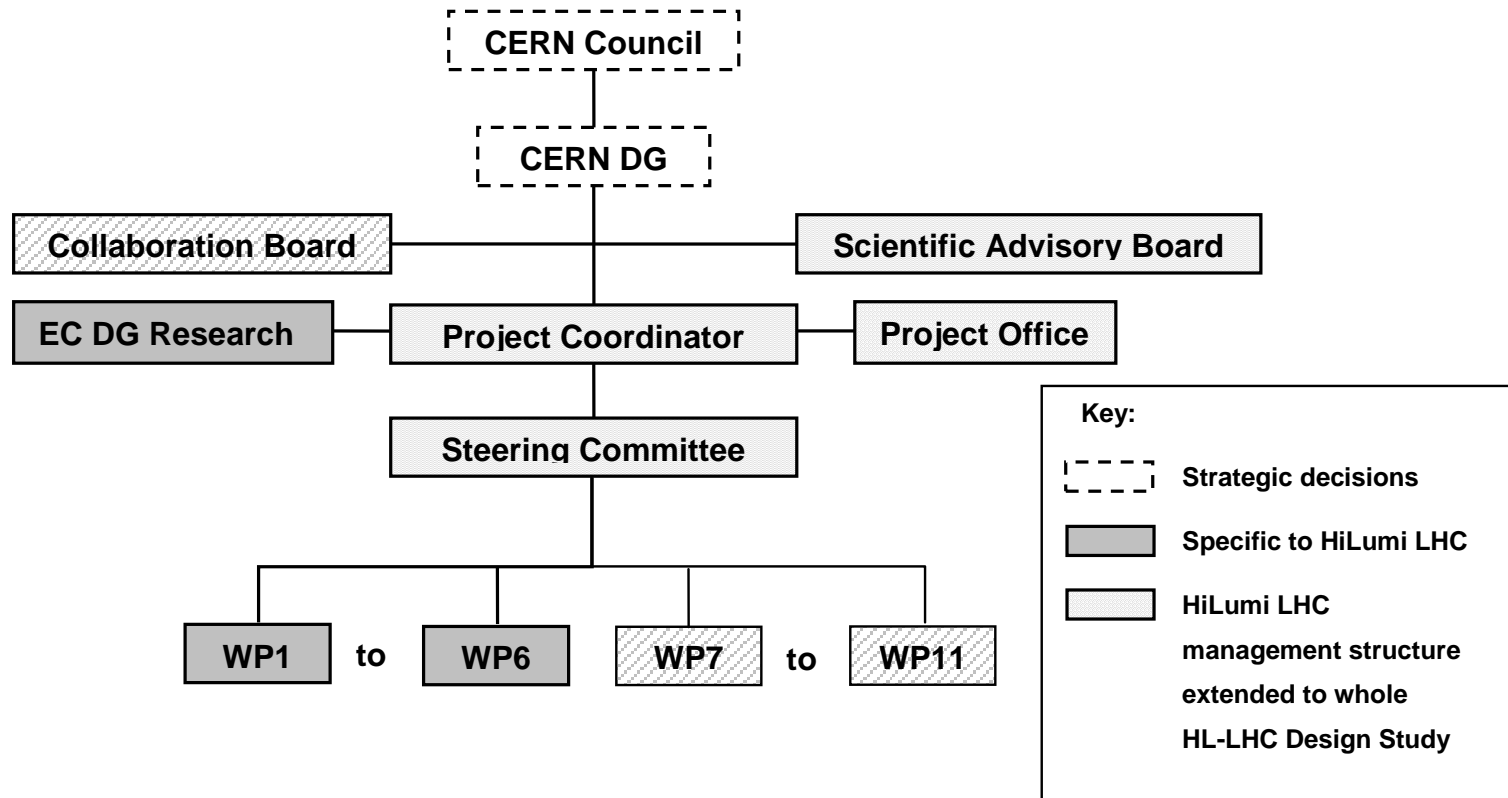 CERN Council
CERN DG
Collaboration Board
Scientific Advisory Board
EC DG Research
Project Coordinator
Project Office
Steering Committee
WP1 to WP6 WP7 to WP11
Key:
Strategic decisions
Specific to HiLumi LHC
HiLumi LHC
management structure
extended to whole
HL-LHC Design Study